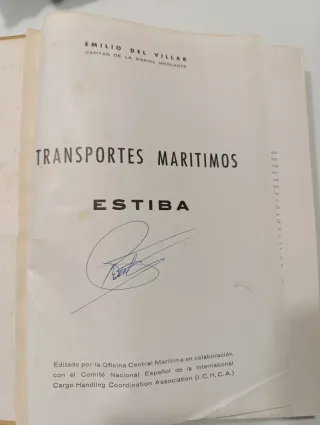 EMILIO DEL VILLAR
CAPITAN DE LA MARINA MERCANTE
TRANSPORTES MARITIMOS
ESTIBA
Editado por la Oficina Central Marítima en colaboración
con el Comité Nacional Español de la International
Cargo Handling Coordination Association (I. C. H. C. A.)